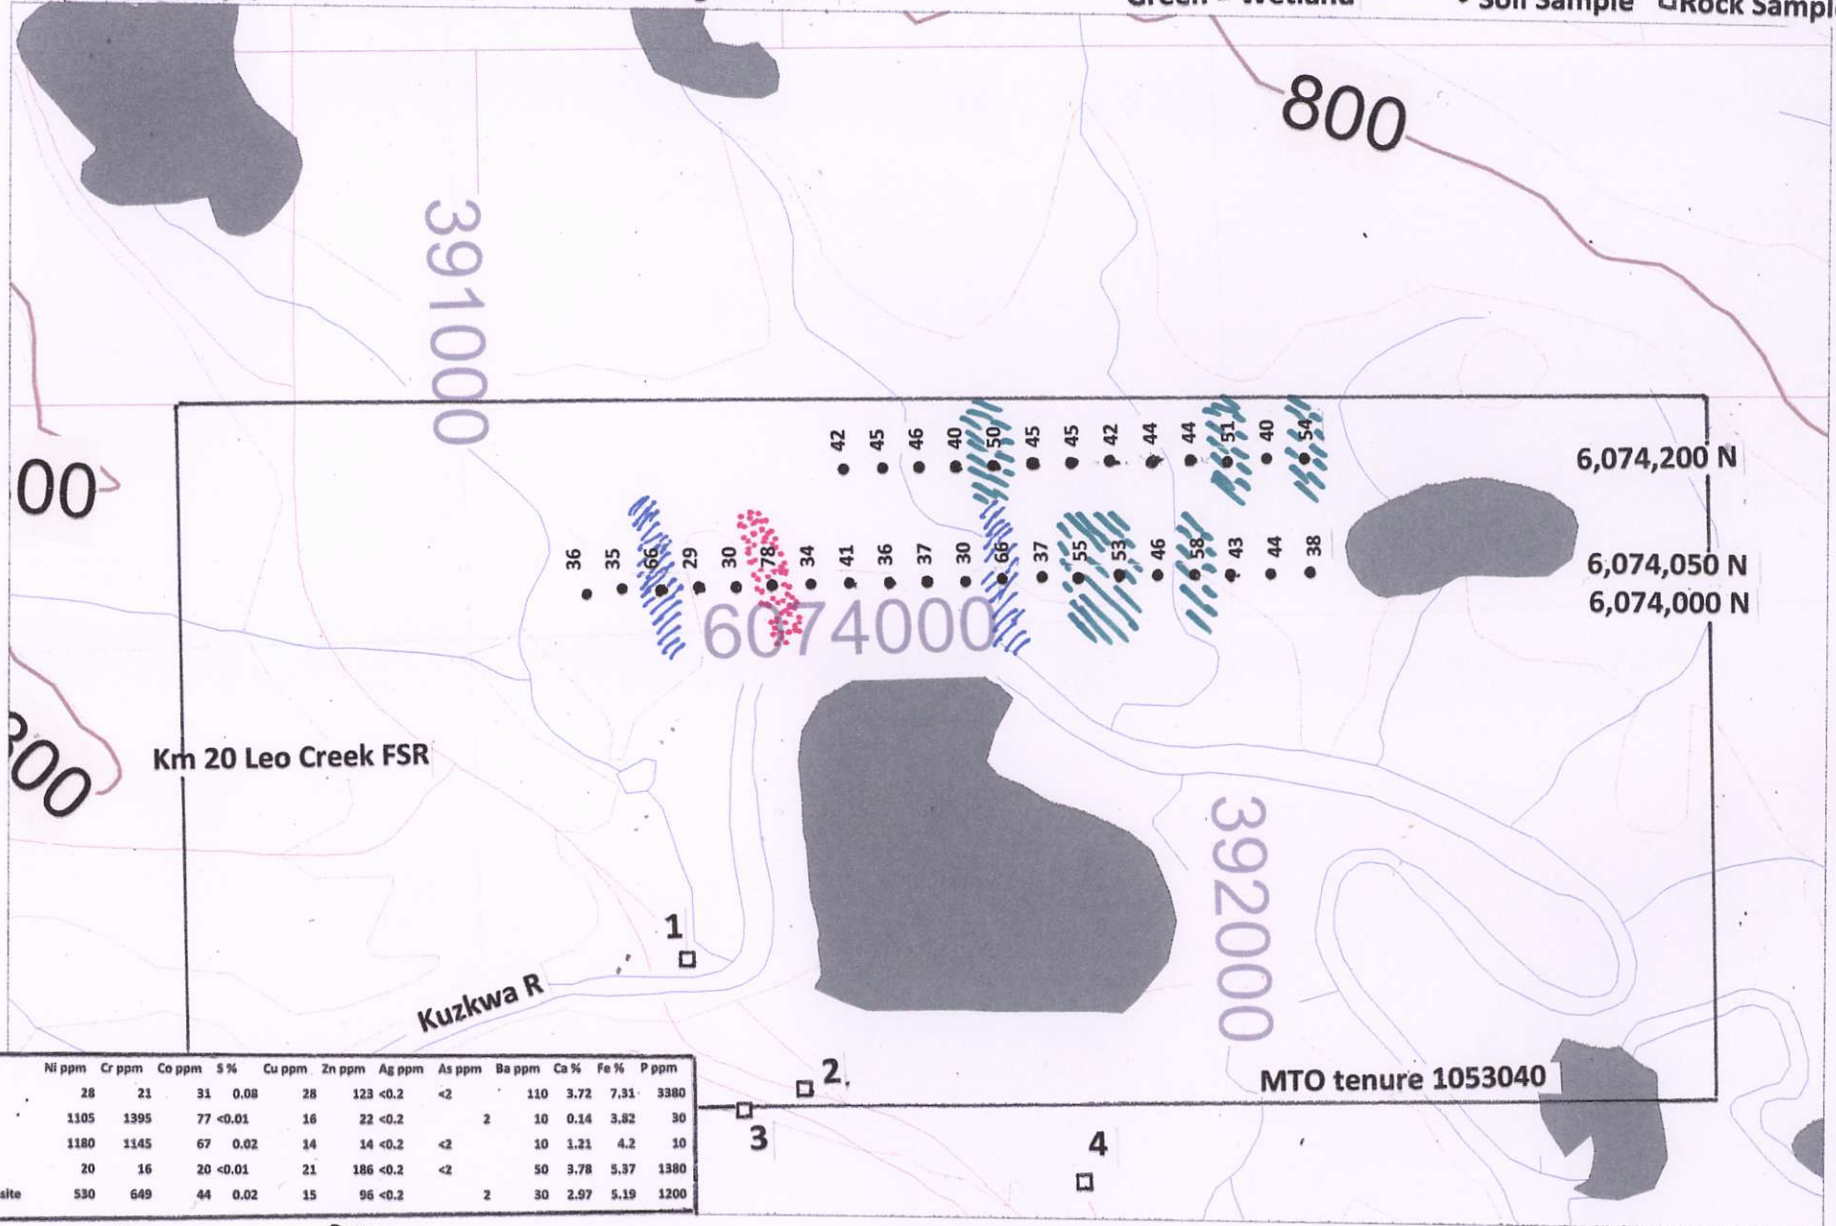 Green = Wetland Soil Sample Rock Sampl
800
391000
42 45 46 40 50 45 45 42 44 44 51 40 54
6,074,200 N
00
36 35 66 29 30 78 34 41 36 37 30 66 37 55 53 46 58 43 44 38
6,074,050 N
6,074,000 N
6074000
Km 20 Leo Creek FSR
800
392000
1
Kuzkwa R
2.
MTO tenure 1053040
3
4
Ni ppm Cr ppm Co ppm S % Cu ppm Zn ppm Ag ppm As ppm Ba ppm Ca % Fe % P ppm
28 21 31 0.08 28 123 <0.2 <2 110 3.72 7.31 3380
1105 1395 77 <0.01 16 22 <0.2 2 10 0.14 3.82 30
1180 1145 67 0.02 14 14 <0.2 <2 10 1.21 4.2 10
20 16 20 <0.01 21 186 <0.2 <2 50 3.78 5.37 1380
site 530 649 44 0.02 15 96 <0.2 2 30 2.97 5.19 1200